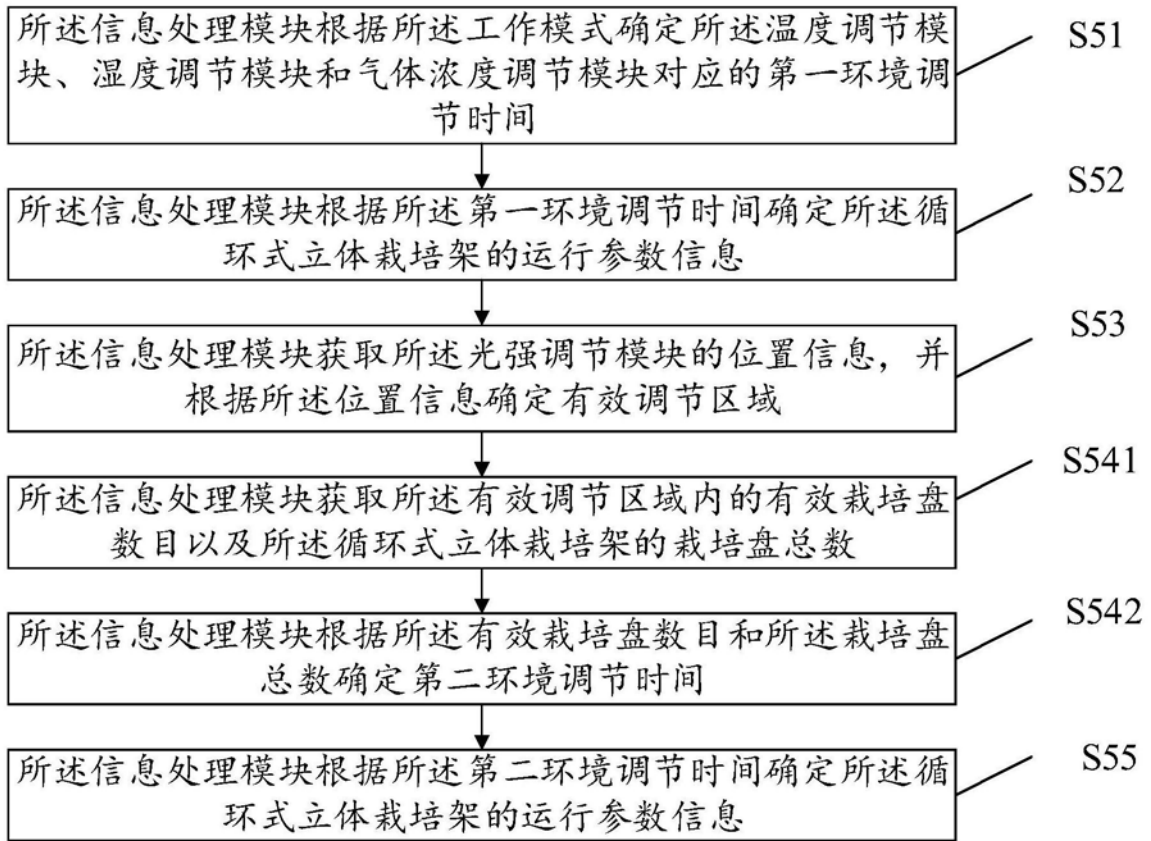 所述信息处理模块根据所述工作模式确定所述温度调节模
块、湿度调节模块和气体浓度调节模块对应的第一环境调
节时间
S51
所述信息处理模块根据所述第一环境调节时间确定所述循
环式立体栽培架的运行参数信息
S52
所述信息处理模块获取所述光强调节模块的位置信息，并
根据所述位置信息确定有效调节区域
S53
所述信息处理模块获取所述有效调节区域内的有效栽培盘
数目以及所述循环式立体栽培架的栽培盘总数
S541
所述信息处理模块根据所述有效栽培盘数目和所述栽培盘
总数确定第二环境调节时间
S542
所述信息处理模块根据所述第二环境调节时间确定所述循
环式立体栽培架的运行参数信息
S55